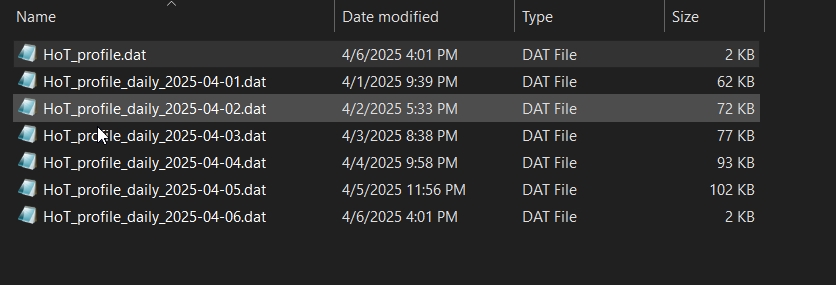 Name Date modified Type Size
HoT_profile.dat 4/6/2025 4:01 PM DAT File 2 KB
HoT_profile_daily_2025-04-01.dat 4/1/2025 9:39 PM DAT File 62 KB
HoT_profile_daily_2025-04-02.dat 4/2/2025 5:33 PM DAT File 72 KB
HoT_profile_daily_2025-04-03.dat 4/3/2025 8:38 PM DAT File 77 KB
HoT_profile_daily_2025-04-04.dat 4/4/2025 9:58 PM DAT File 93 KB
HoT_profile_daily_2025-04-05.dat 4/5/2025 11:56 PM DAT File 102 KB
HoT_profile_daily_2025-04-06.dat 4/6/2025 4:01 PM DAT File 2 KB